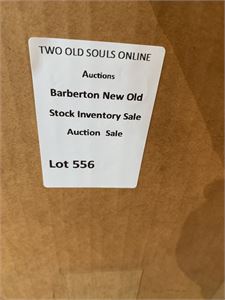 TWO OLD SOULS ONLINE
Auctions
Barberton New Old
Stock Inventory Sale
Auction Sale
Lot 556